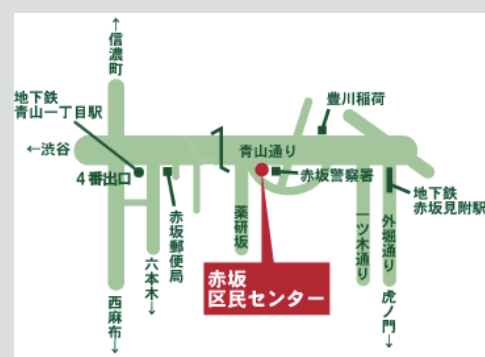 ↑信濃町
地下鉄
青山一丁目駅
豊川稲荷
←渋谷
青山通り
4番出口
赤坂警察署
地下鉄
赤坂見附駅
赤坂郵便局
薬研坂
一ツ木通り
外堀通り
六本木↓
赤坂
区民センター
西麻布↓
虎ノ門↓